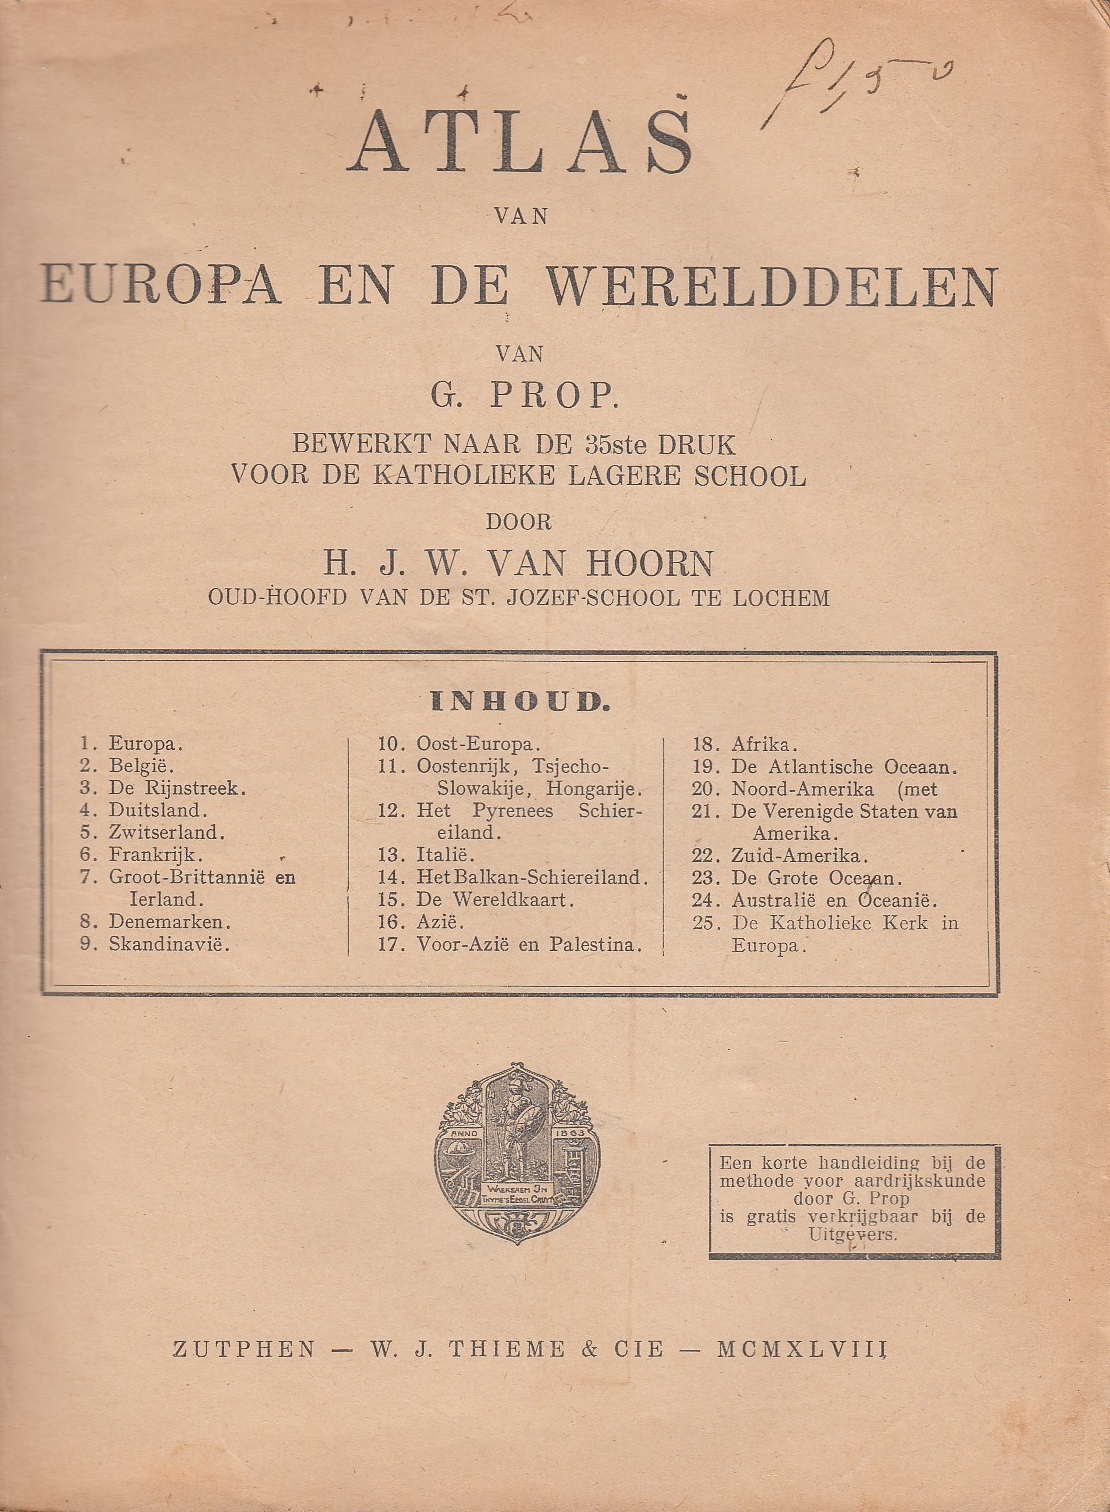 f 1,50
ATLAS
VAN
EUROPA EN DE WERELDDELEN
VAN
G. PROP.
BEWERKT NAAR DE 35ste DRUK
VOOR DE KATHOLIEKE LAGERE SCHOOL
DOOR
H. J. W. VAN HOORN
OUD-HOOFD VAN DE ST. JOZEF-SCHOOL TE LOCHEM
INHOUD.
1. Europa.
2. België.
3. De Rijnstreek.
4. Duitsland.
5. Zwitserland.
6. Frankrijk.
7. Groot-Brittannië en
Ierland.
8. Denemarken.
9. Skandinavië.
10. Oost-Europa.
11. Oostenrijk, Tsjecho-
Slowakije, Hongarije.
12. Het Pyrenees Schier-
eiland.
13. Italië.
14. Het Balkan-Schiereiland.
15. De Wereldkaart.
16. Azië.
17. Voor-Azië en Palestina.
18. Afrika.
19. De Atlantische Oceaan.
20. Noord-Amerika (met
21. De Verenigde Staten van
Amerika.
22. Zuid-Amerika.
23. De Grote Oceaan.
24. Australië en Oceanië.
25. De Katholieke Kerk in
Europa.
ANNO 1863
Een korte handleiding bij de
methode voor aardrijkskunde
door G. Prop
is gratis verkrijgbaar bij de
Uitgevers.
ZUTPHEN — W. J. THIEME & CIE — MCMXLVIII